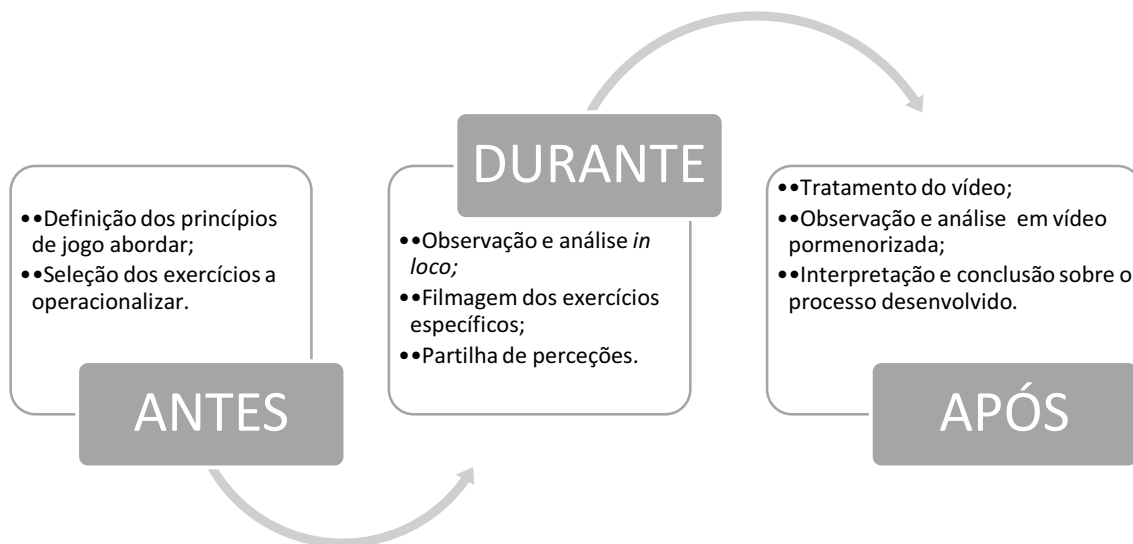 ••Definição dos princípios
de jogo abordar;
••Seleção dos exercícios a
operacionalizar.
ANTES
DURANTE
••Observação e análise in
loco;
••Filmagem dos exercícios
específicos;
••Partilha de perceções.
••Tratamento do vídeo;
••Observação e análise em vídeo
pormenorizada;
••Interpretação e conclusão sobre o
processo desenvolvido.
APÓS